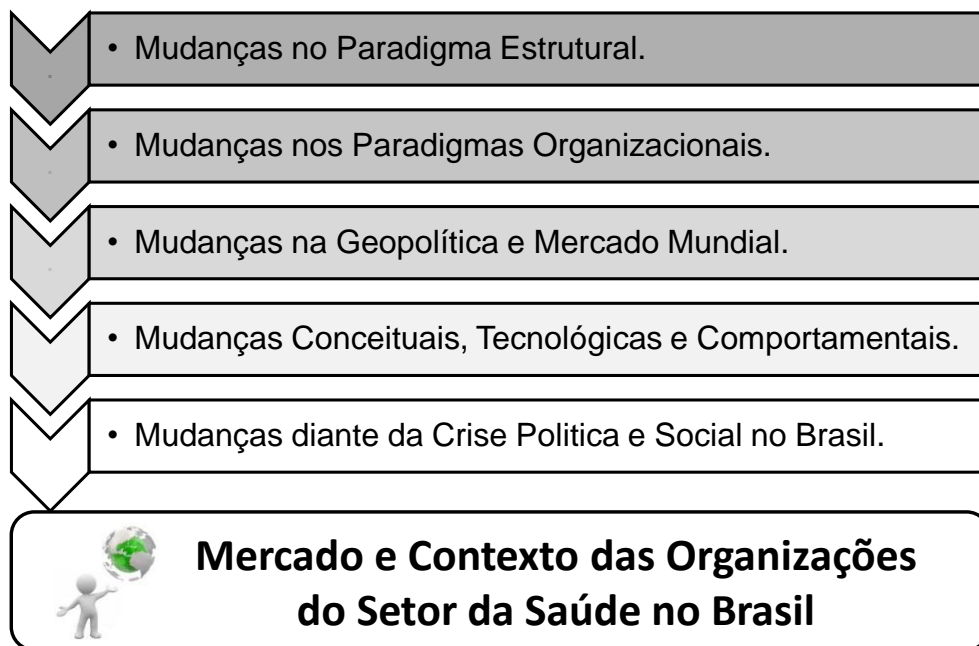 • Mudanças no Paradigma Estrutural.
• Mudanças nos Paradigmas Organizacionais.
• Mudanças na Geopolítica e Mercado Mundial.
• Mudanças Conceituais, Tecnológicas e Comportamentais.
• Mudanças diante da Crise Politica e Social no Brasil.
Mercado e Contexto das Organizações
do Setor da Saúde no Brasil